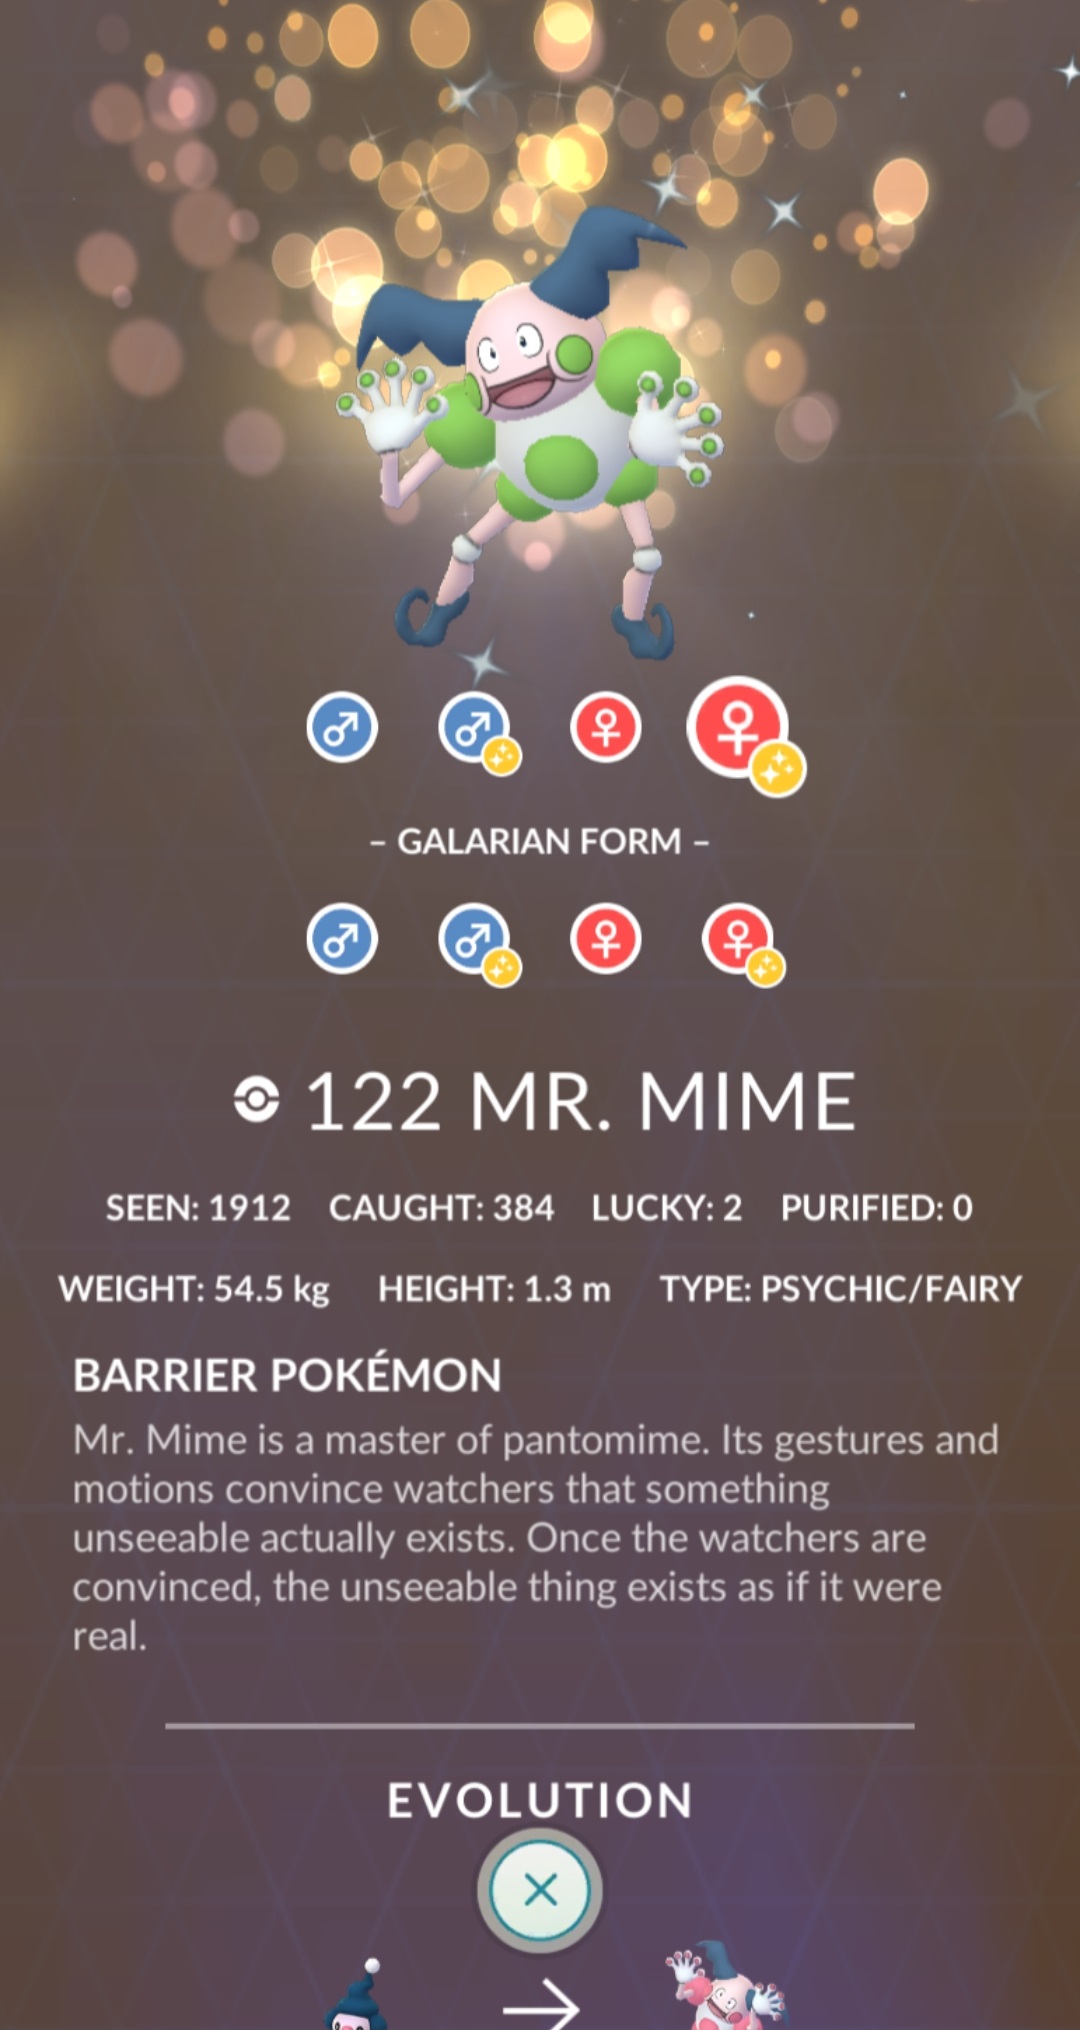 – GALARIAN FORM –
122 MR. MIME
SEEN: 1912 CAUGHT: 384 LUCKY: 2 PURIFIED: 0
WEIGHT: 54.5 kg HEIGHT: 1.3 m TYPE: PSYCHIC/FAIRY
BARRIER POKÉMON
Mr. Mime is a master of pantomime. Its gestures and
motions convince watchers that something
unseeable actually exists. Once the watchers are
convinced, the unseeable thing exists as if it were
real.
EVOLUTION